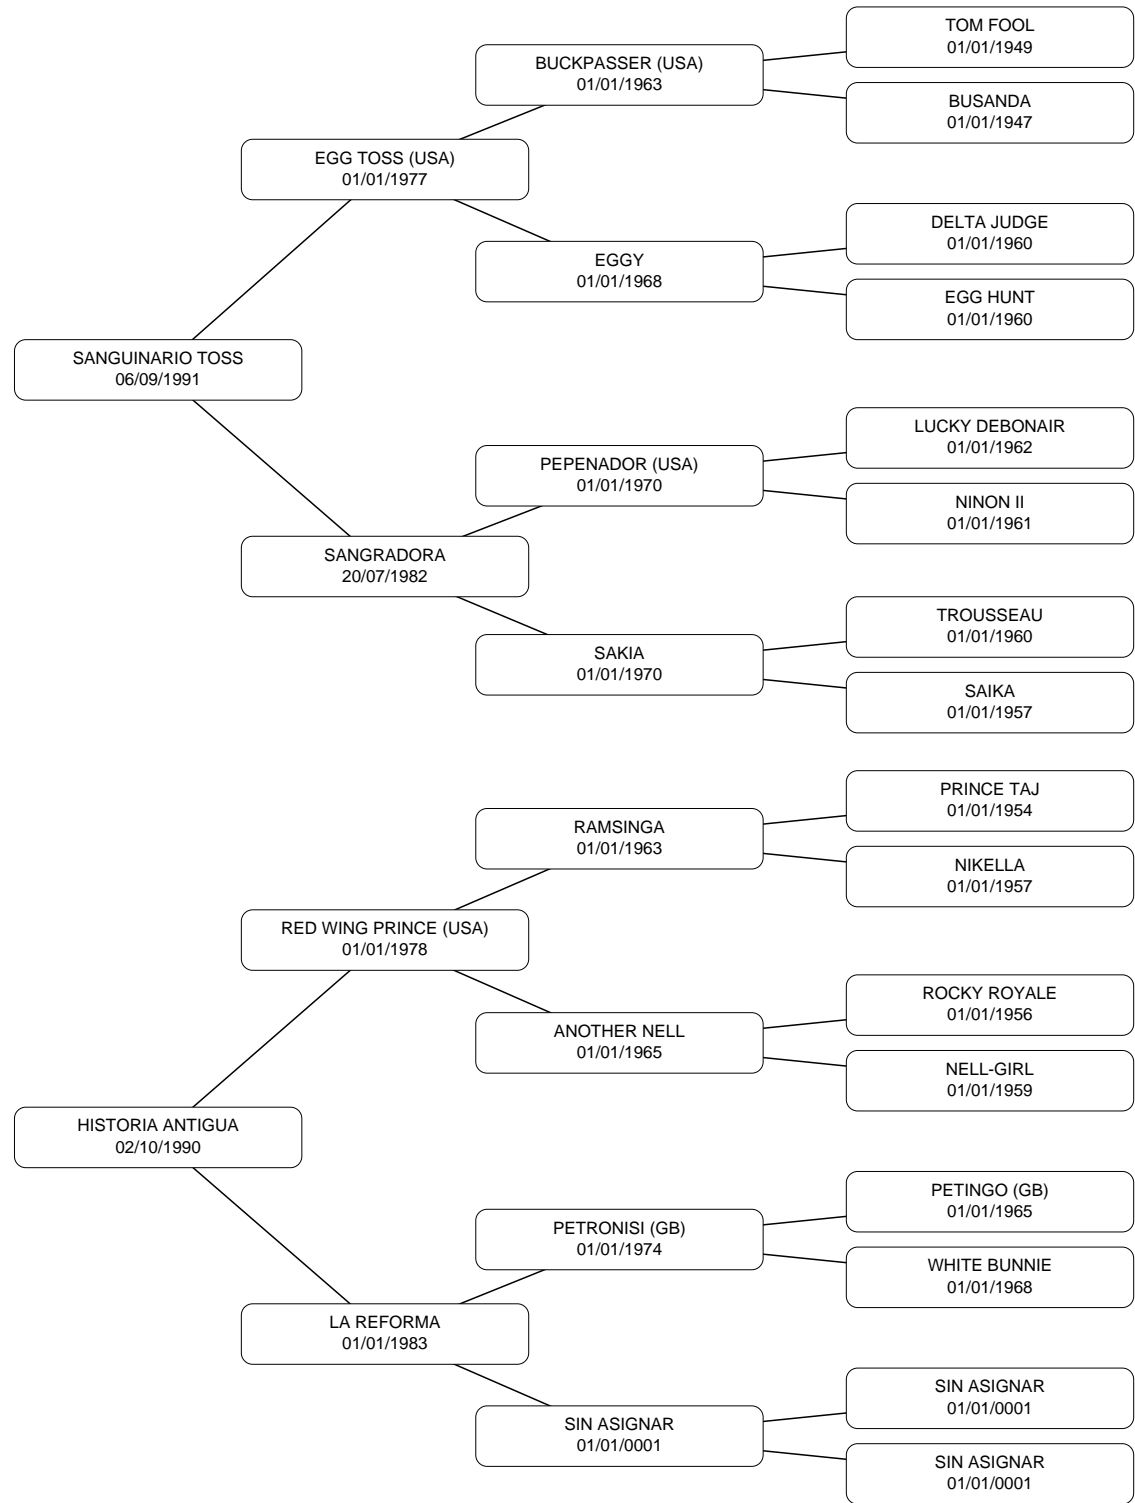 TOM FOOL
01/01/1949
BUCKPASSER (USA)
01/01/1963
BUSANDA
01/01/1947
EGG TOSS (USA)
01/01/1977
DELTA JUDGE
01/01/1960
EGGY
01/01/1968
EGG HUNT
01/01/1960
SANGUINARIO TOSS
06/09/1991
LUCKY DEBONAIR
01/01/1962
PEPENADOR (USA)
01/01/1970
NINON II
01/01/1961
SANGRADORA
20/07/1982
TROUSSEAU
01/01/1960
SAKIA
01/01/1970
SAIKA
01/01/1957
PRINCE TAJ
01/01/1954
RAMSINGA
01/01/1963
NIKELLA
01/01/1957
RED WING PRINCE (USA)
01/01/1978
ROCKY ROYALE
01/01/1956
ANOTHER NELL
01/01/1965
NELL-GIRL
01/01/1959
HISTORIA ANTIGUA
02/10/1990
PETINGO (GB)
01/01/1965
PETRONISI (GB)
01/01/1974
WHITE BUNNIE
01/01/1968
LA REFORMA
01/01/1983
SIN ASIGNAR
01/01/0001
SIN ASIGNAR
01/01/0001
SIN ASIGNAR
01/01/0001